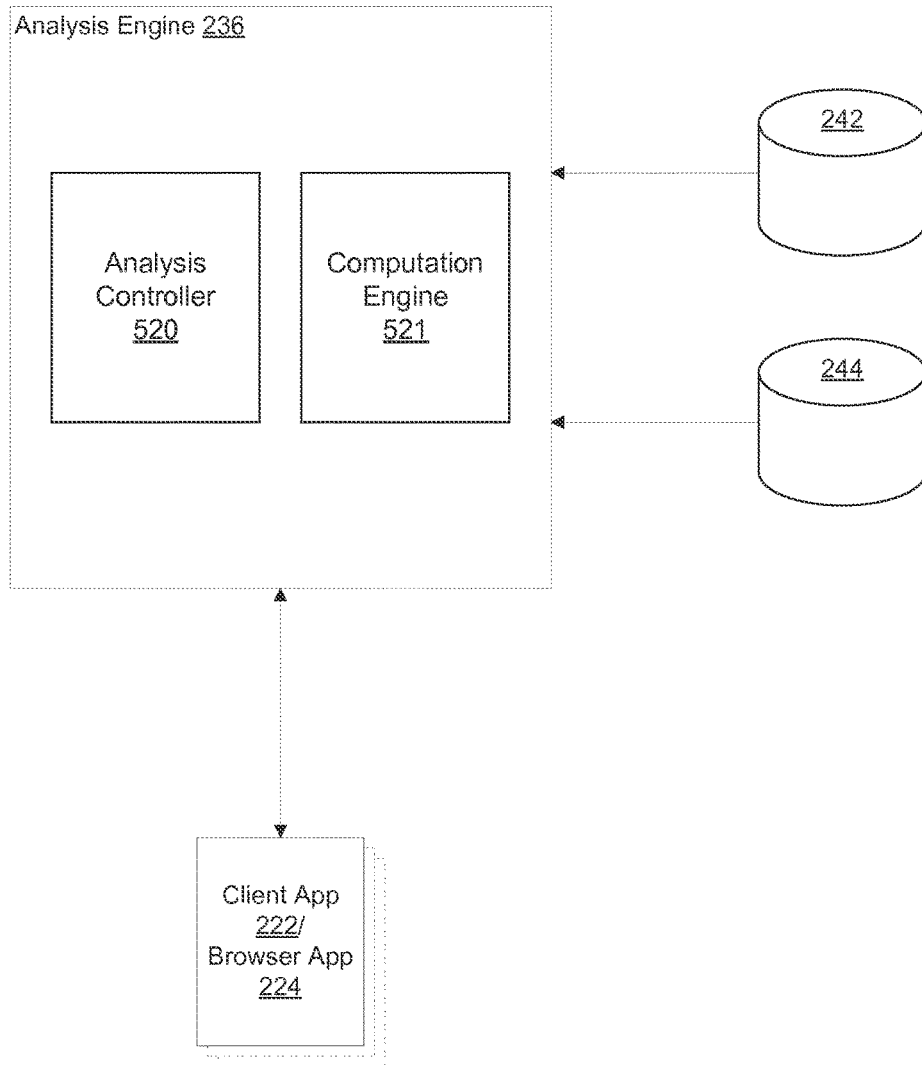 Analysis Engine 236
242
Analysis
Controller
520
Computation
Engine
521
244
Client App
222/
Browser App
224